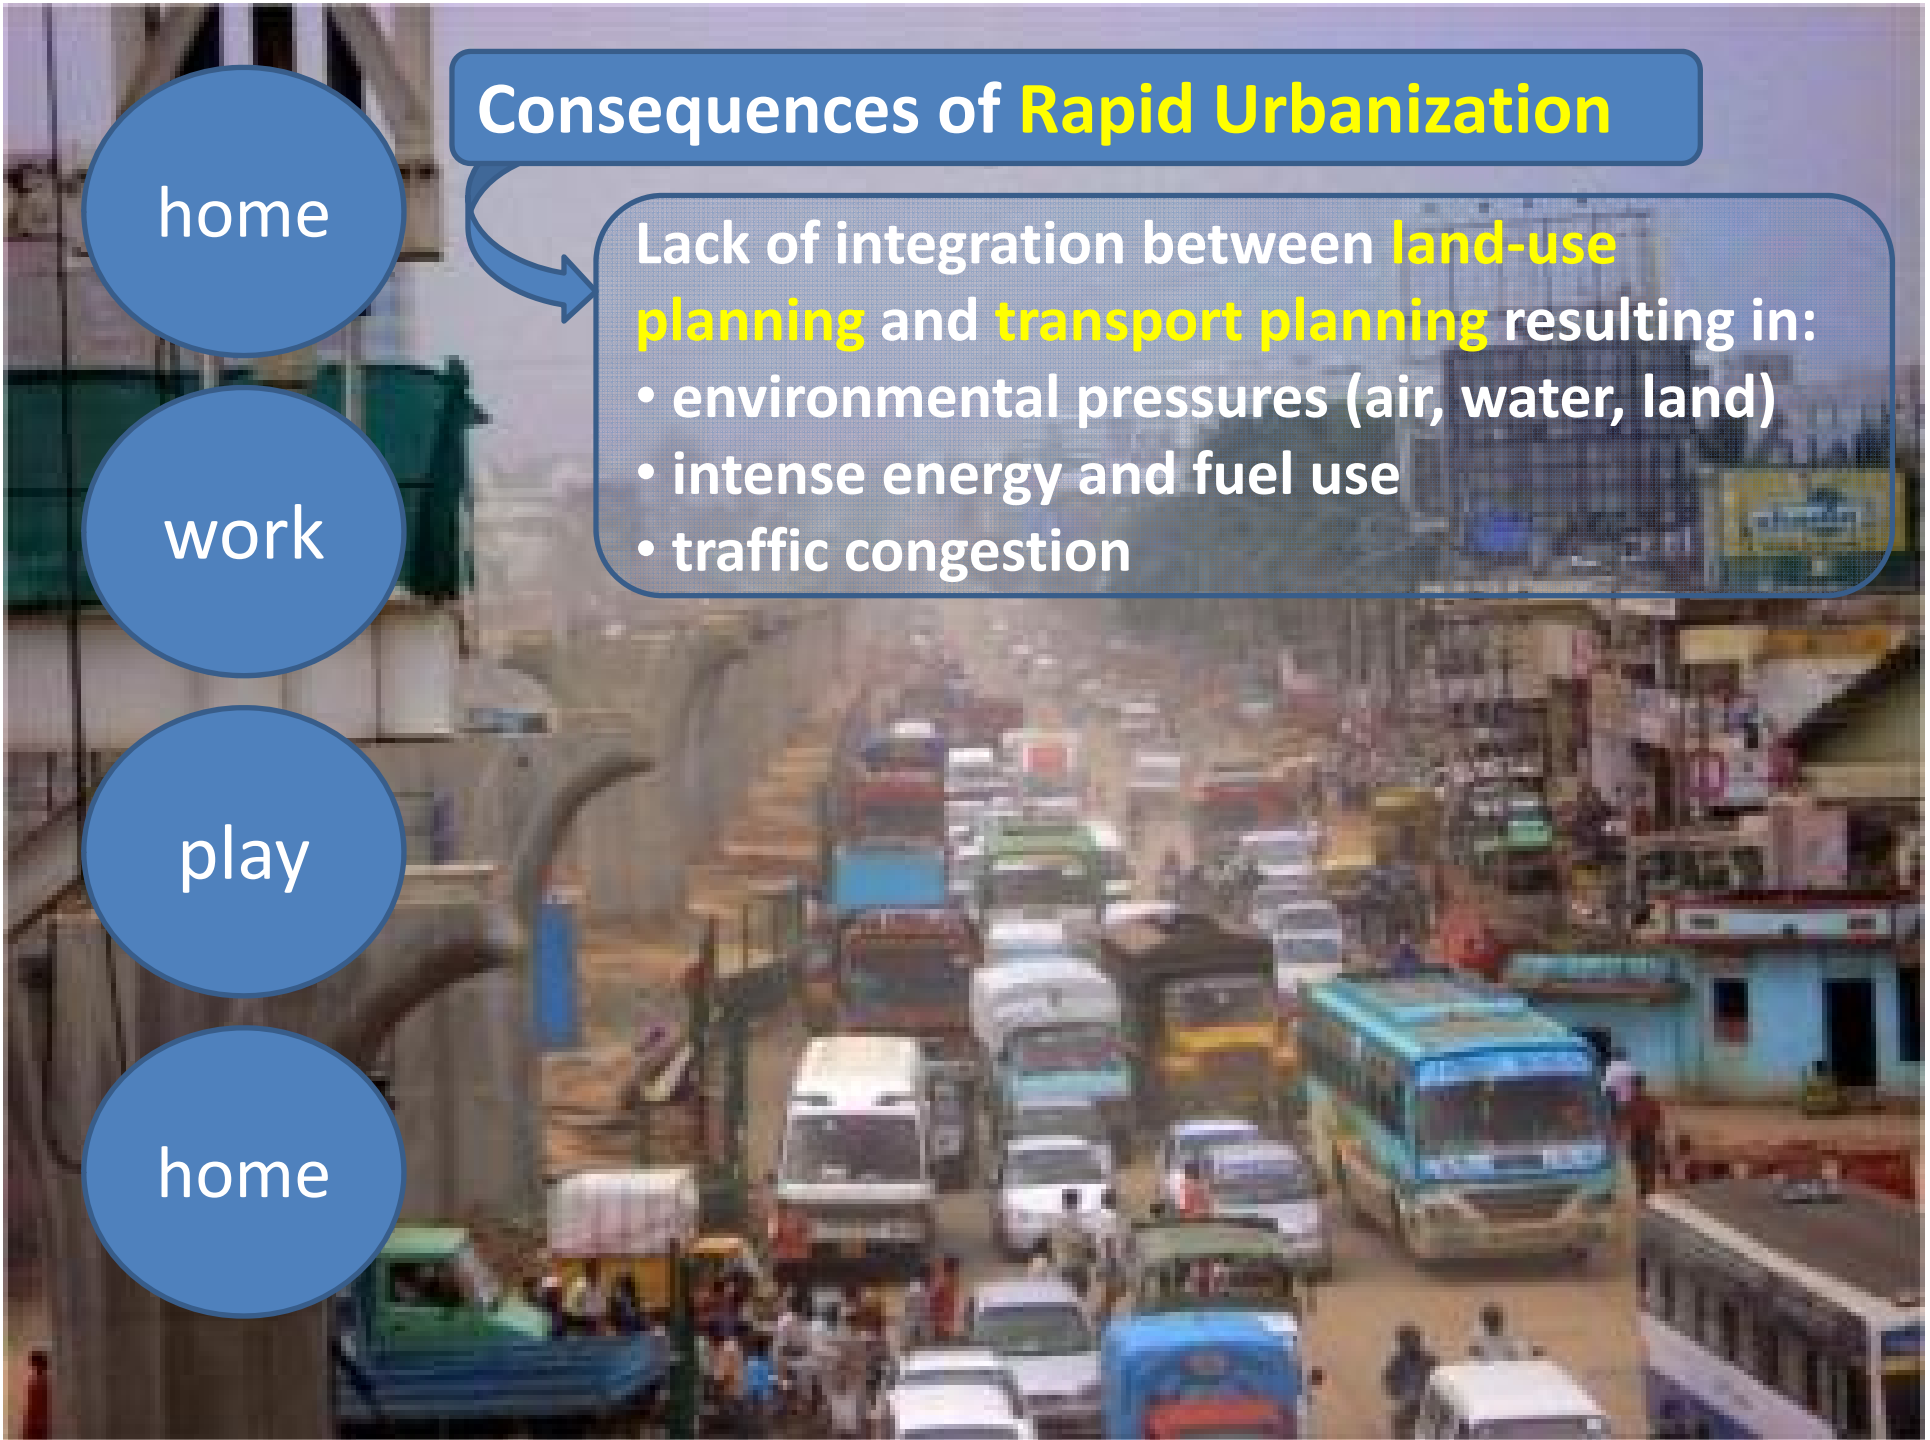 Consequences of Rapid Urbanization
Lack of integration between land-use
planning and transport planning resulting in:
• environmental pressures (air, water, land)
• intense energy and fuel use
• traffic congestion
home
work
play
home